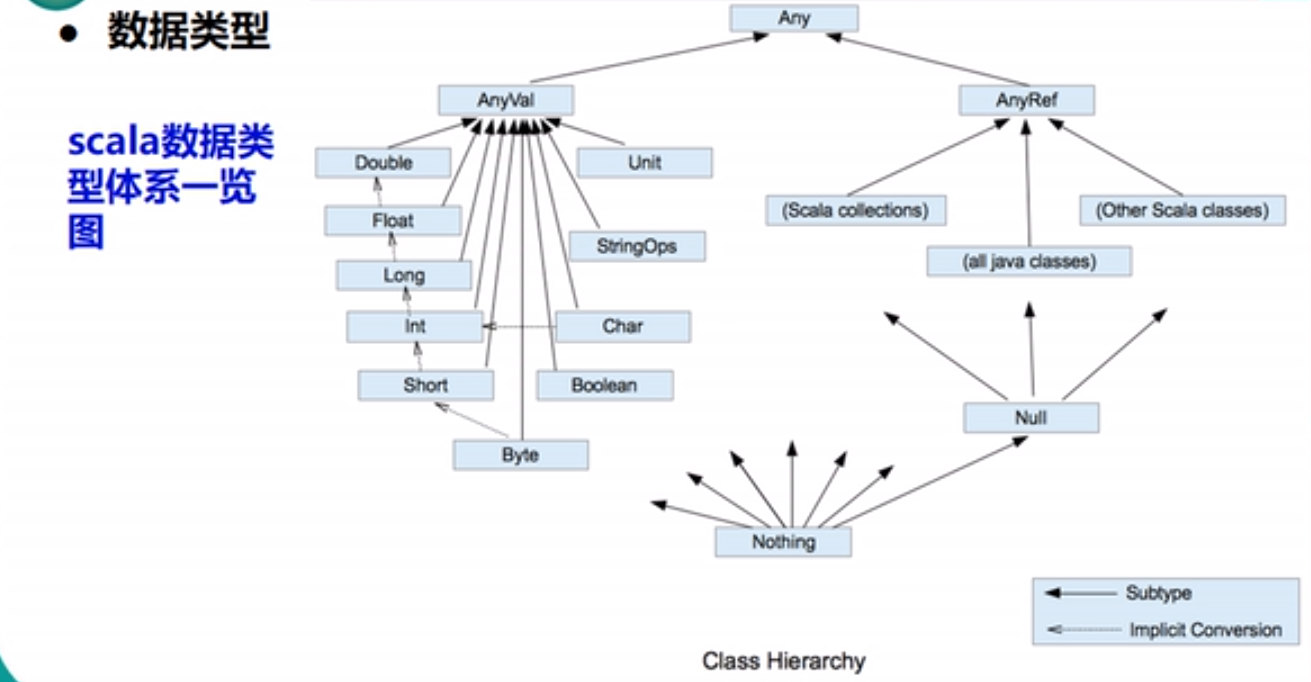 • 数据类型
scala数据类
型体系一览
图
Any
AnyVal
AnyRef
Double
Unit
Float
(Scala collections)
(Other Scala classes)
StringOps
Long
(all java classes)
Int
Char
Short
Boolean
Null
Byte
Nothing
Subtype
Implicit Conversion
Class Hierarchy